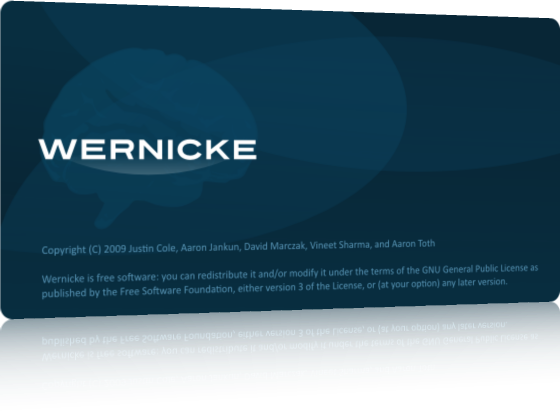 WERNICKE
Copyright (C) 2009 Justin Cole, Aaron Jankun, David Marczak, Vineet Sharma, and Aaron Toth
Wernicke is free software: you can redistribute it and/or modify it under the terms of the GNU General Public License as
published by the Free Software Foundation, either version 3 of the License, or (at your option) any later version.